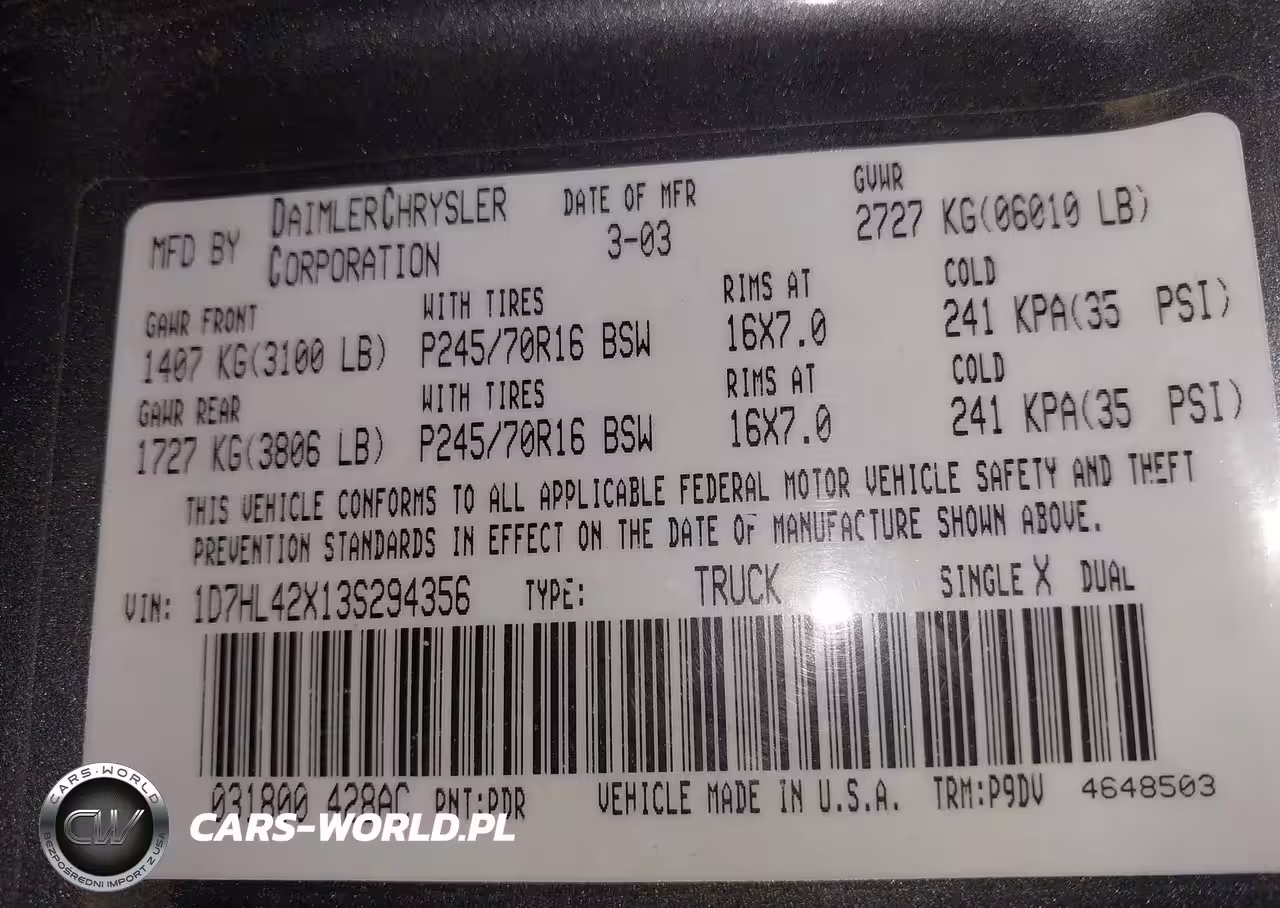 MFD BY DAIMLERCHRYSLER CORPORATION DATE OF MFR 3-03 GVWR 2727 KG(06010 LB)
GAWR FRONT WITH TIRES RIMS AT COLD
1407 KG(3100 LB) P245/70R16 BSW 16X7.0 241 KPA(35 PSI)
GAWR REAR WITH TIRES RIMS AT COLD
1727 KG(3806 LB) P245/70R16 BSW 16X7.0 241 KPA(35 PSI)
THIS VEHICLE CONFORMS TO ALL APPLICABLE FEDERAL MOTOR VEHICLE SAFETY AND THEFT
PREVENTION STANDARDS IN EFFECT ON THE DATE OF MANUFACTURE SHOWN ABOVE.
VIN: 1D7HL42X13S294356 TYPE: TRUCK SINGLE X DUAL
031800 428AC PNT:PDR VEHICLE MADE IN U.S.A. TRM:P9DV 4648503
CARS-WORLD
CW
BEZPOŚREDNI IMPORT Z USA
CARS-WORLD.PL